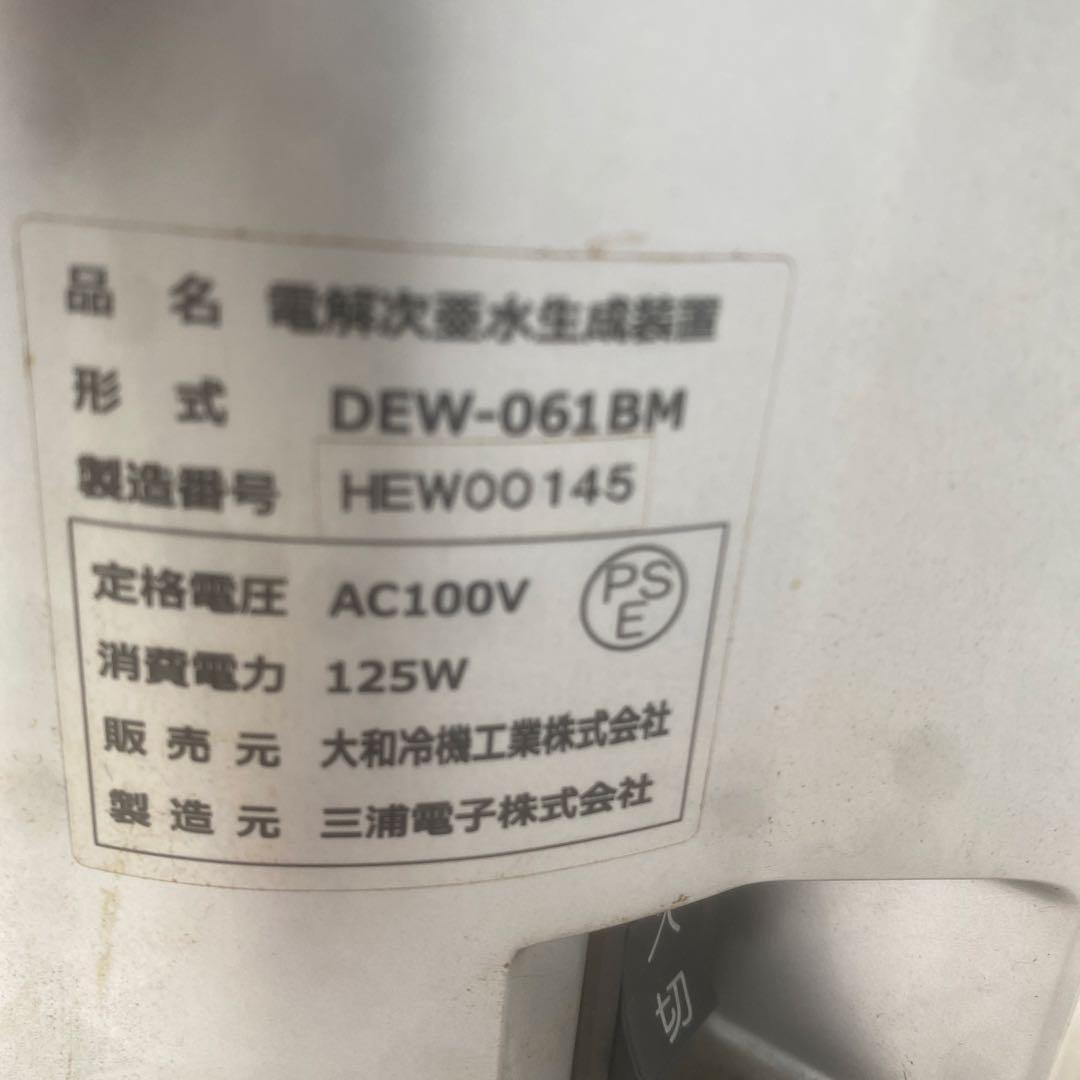 品名 電解次亜水生成装置
形式 DEW-061BM
製造番号 HEW00145
定格電圧 AC100V
PSE
消費電力 125W
販売元 大和冷機工業株式会社
製造元 三浦電子株式会社
入
切